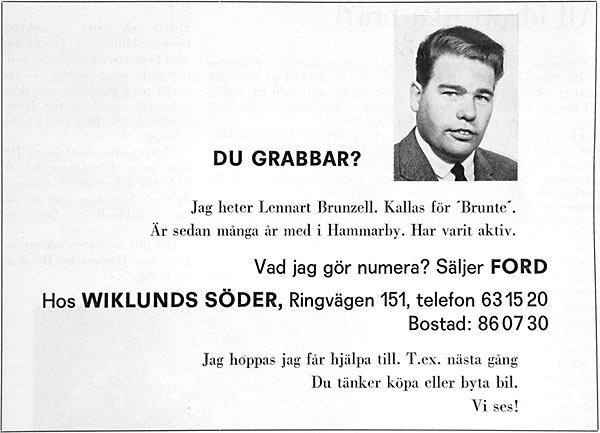 DU GRABBAR?
Jag heter Lennart Brunzell. Kallas för ´Brunte´.
Är sedan många år med i Hammarby. Har varit aktiv.
Vad jag gör numera? Säljer FORD
Hos WIKLUNDS SÖDER, Ringvägen 151, telefon 63 15 20
Bostad: 86 07 30
Jag hoppas jag får hjälpa till. T.ex. nästa gång
Du tänker köpa eller byta bil.
Vi ses!